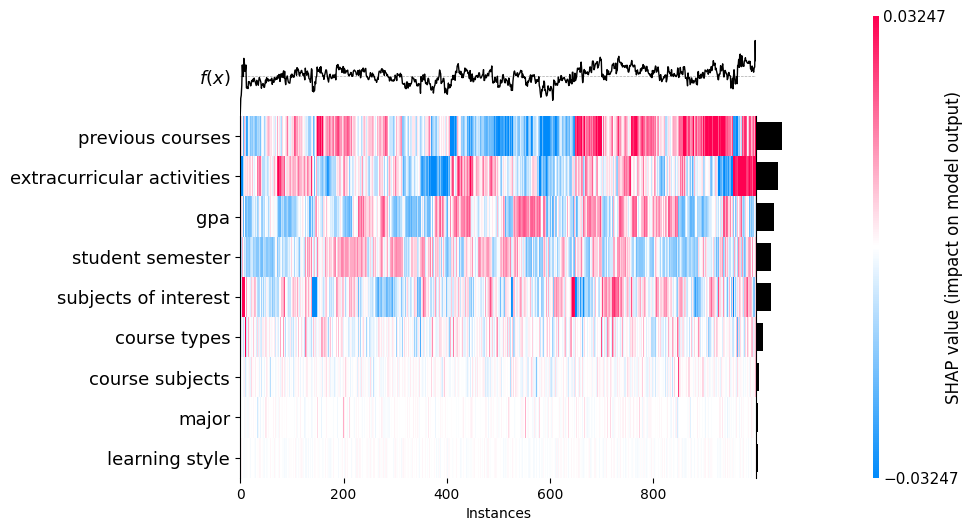 0.03247
f(x)
previous courses
extracurricular activities
gpa
student semester
subjects of interest
course types
course subjects
major
learning style
SHAP value (impact on model output)
−0.03247
0 200 400 600 800
Instances